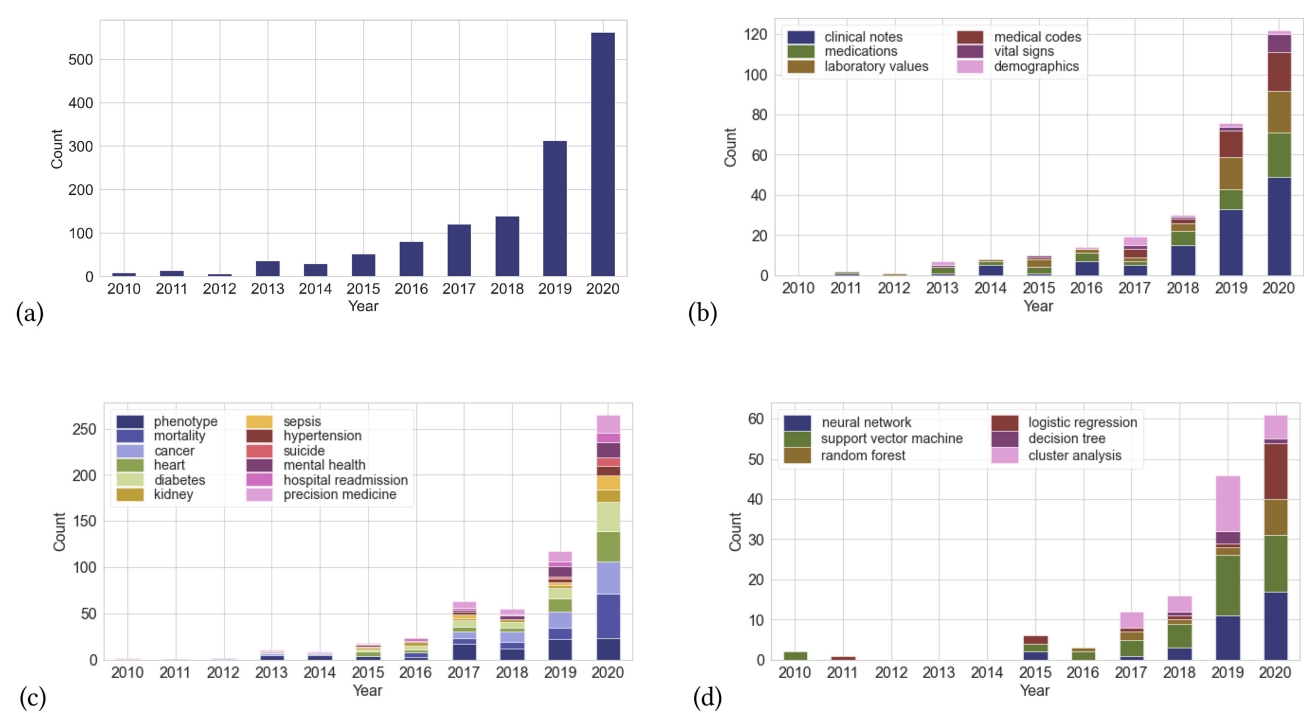 500
400
300
200
100
0
Count
2010 2011 2012 2013 2014 2015 2016 2017 2018 2019 2020
Year
(a)
clinical notes medical codes
medications vital signs
laboratory values demographics
120
100
80
60
40
20
0
Count
2010 2011 2012 2013 2014 2015 2016 2017 2018 2019 2020
Year
(b)
phenotype sepsis
mortality hypertension
cancer suicide
heart mental health
diabetes hospital readmission
kidney precision medicine
250
200
150
100
50
0
Count
2010 2011 2012 2013 2014 2015 2016 2017 2018 2019 2020
Year
(c)
neural network logistic regression
support vector machine decision tree
random forest cluster analysis
60
50
40
30
20
10
0
Count
2010 2011 2012 2013 2014 2015 2016 2017 2018 2019 2020
Year
(d)